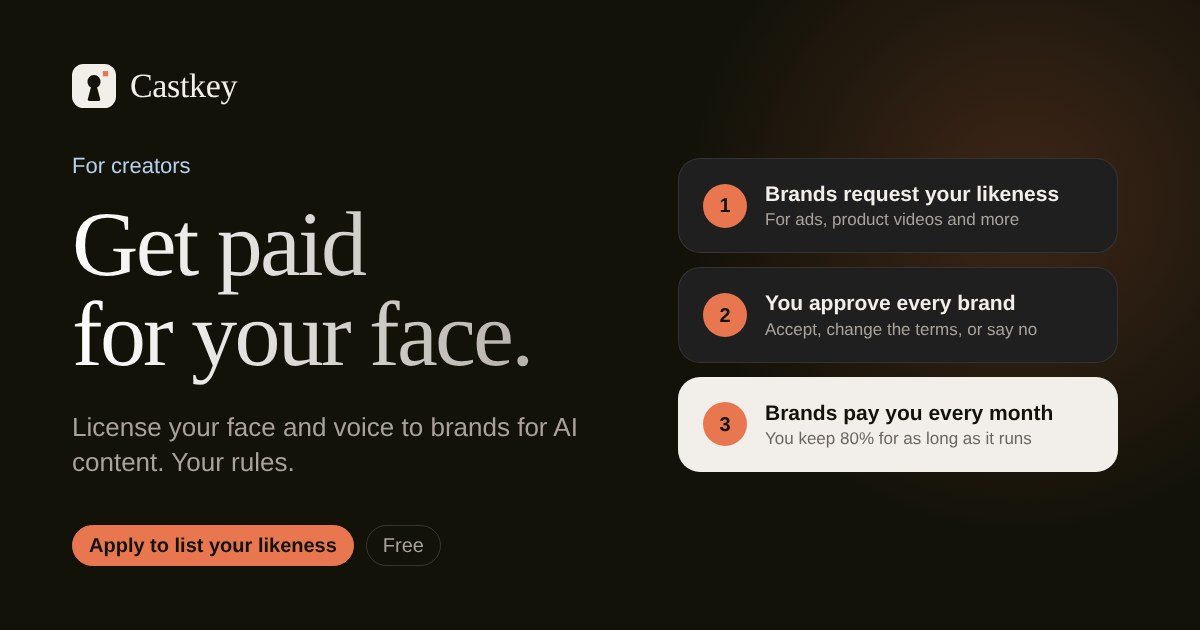 Castkey
For creators
Get paid
for your face.
License your face and voice to brands for AI
content. Your rules.
Apply to list your likeness
Free
1
Brands request your likeness
For ads, product videos and more
2
You approve every brand
Accept, change the terms, or say no
3
Brands pay you every month
You keep 80% for as long as it runs